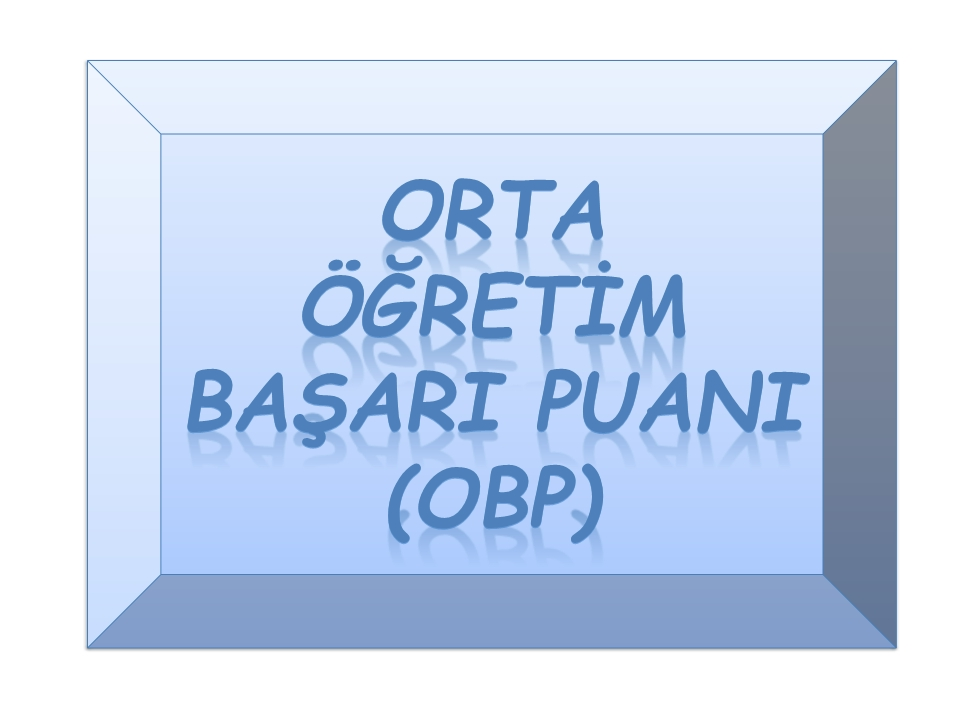 ORTA
ÖĞRETİM
BAŞARI PUANI
(OBP)